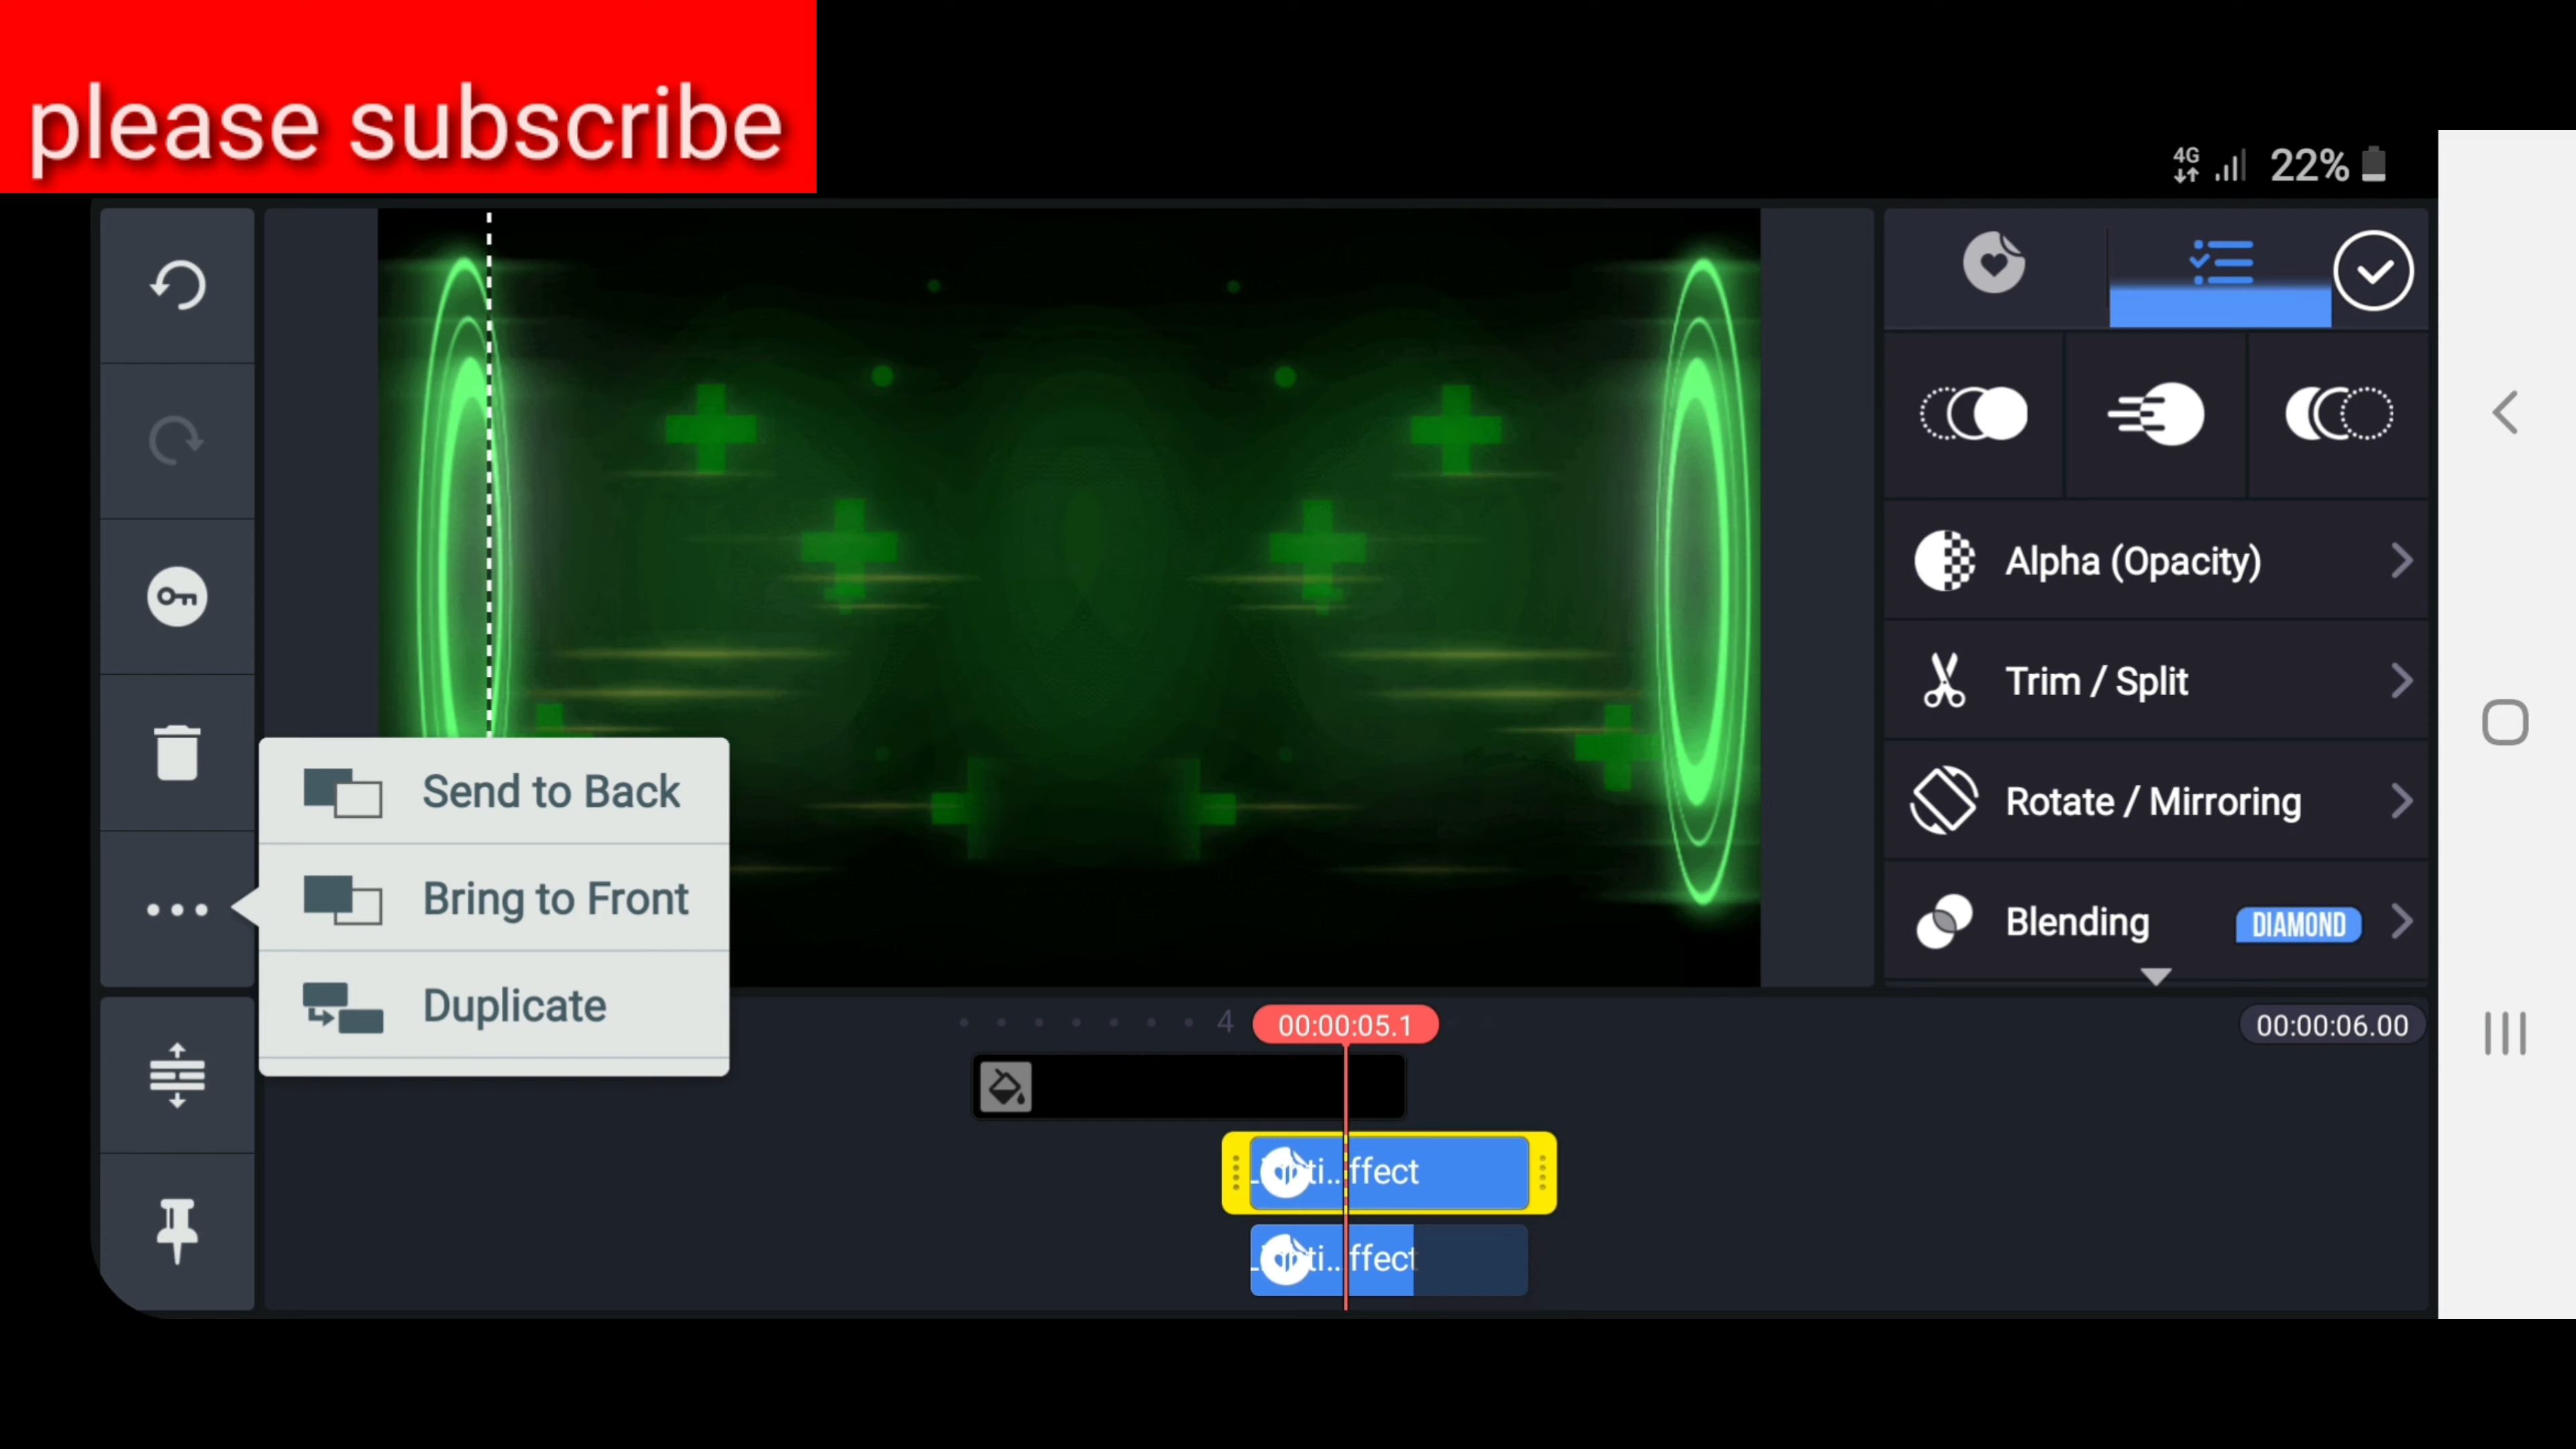 please subscribe
4G 22%
Alpha (Opacity)
Trim / Split
Rotate / Mirroring
Blending DIAMOND
Send to Back
Bring to Front
Duplicate
4 00:00:05.1 00:00:06.00
ffect
ffect